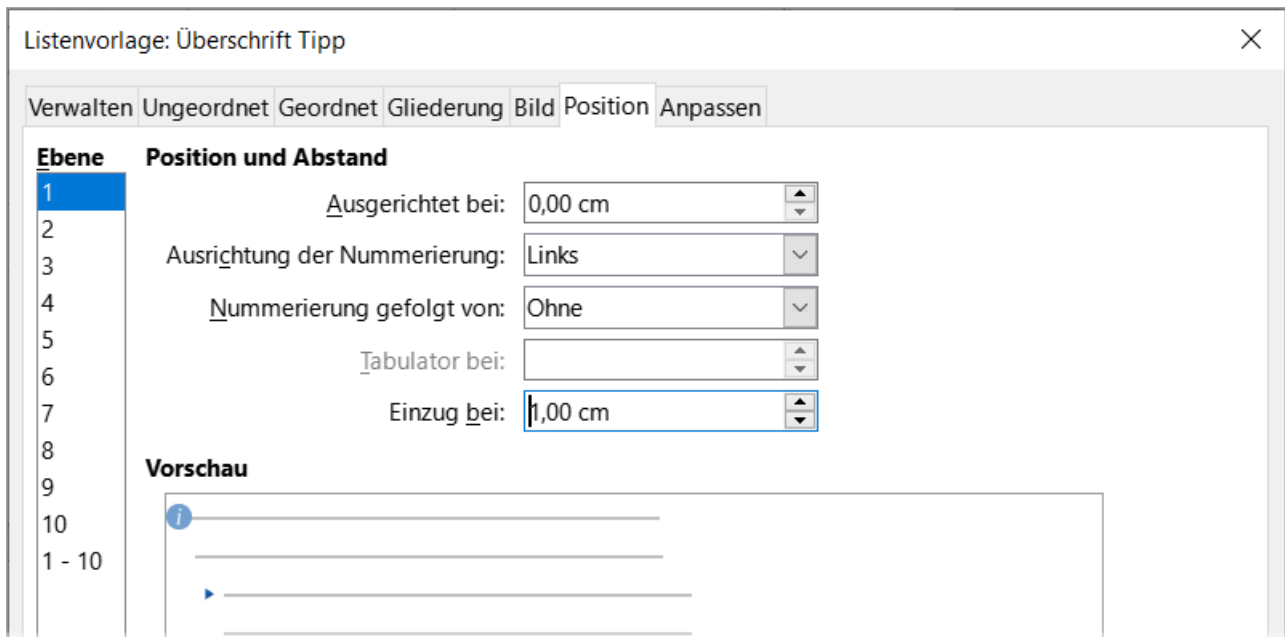 Listenvorlage: Überschrift Tipp
Verwalten Ungeordnet Geordnet Gliederung Bild Position Anpassen
Ebene Position und Abstand
1
Ausgerichtet bei: 0,00 cm
2
Ausrichtung der Nummerierung: Links
3
4
Nummerierung gefolgt von: Ohne
5
Tabulator bei:
6
7
Einzug bei: 1,00 cm
8
Vorschau
9
10
1 - 10
i